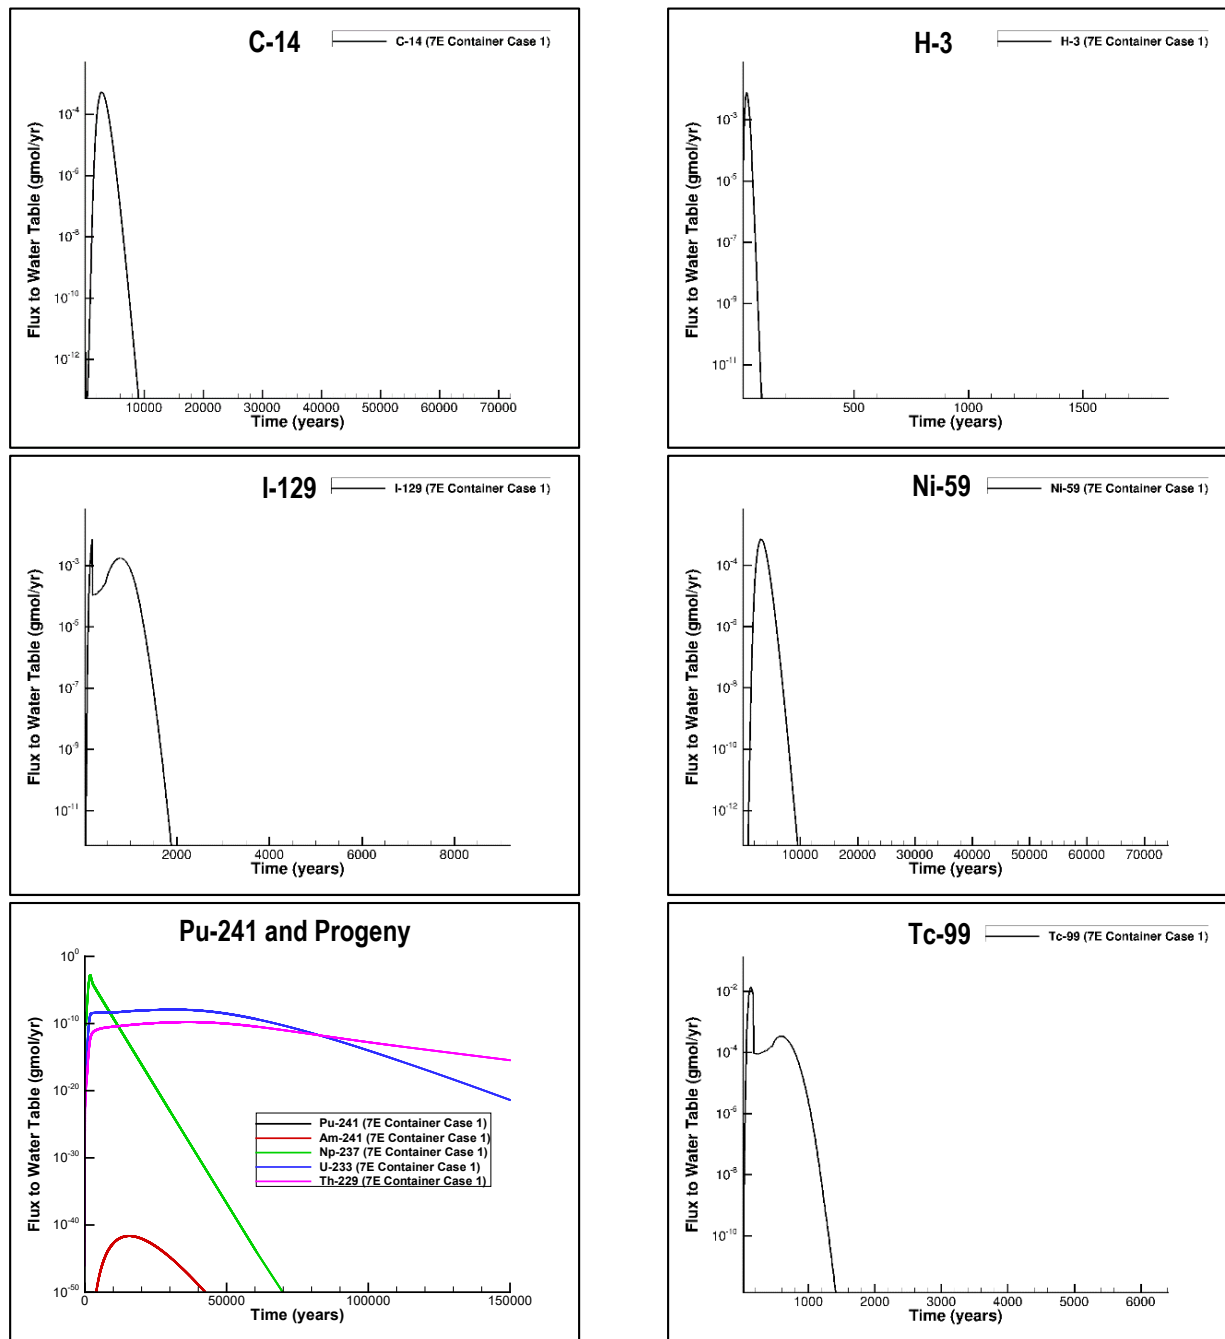 C-14
C-14 (7E Container Case 1)
Flux to Water Table (gmol/yr)
10^-4
10^-6
10^-8
10^-10
10^-12
10000 20000 30000 40000 50000 60000 70000
Time (years)
H-3
H-3 (7E Container Case 1)
Flux to Water Table (gmol/yr)
10^-3
10^-5
10^-7
10^-9
10^-11
500 1000 1500
Time (years)
I-129
I-129 (7E Container Case 1)
Flux to Water Table (gmol/yr)
10^-3
10^-5
10^-7
10^-9
10^-11
2000 4000 6000 8000
Time (years)
Ni-59
Ni-59 (7E Container Case 1)
Flux to Water Table (gmol/yr)
10^-4
10^-6
10^-8
10^-10
10^-12
10000 20000 30000 40000 50000 60000 70000
Time (years)
Pu-241 and Progeny
Flux to Water Table (gmol/yr)
10^0
10^-10
10^-20
10^-30
10^-40
10^-50
Pu-241 (7E Container Case 1)
Am-241 (7E Container Case 1)
Np-237 (7E Container Case 1)
U-233 (7E Container Case 1)
Th-229 (7E Container Case 1)
0 50000 100000 150000
Time (years)
Tc-99
Tc-99 (7E Container Case 1)
Flux to Water Table (gmol/yr)
10^-2
10^-4
10^-6
10^-8
10^-10
1000 2000 3000 4000 5000 6000
Time (years)